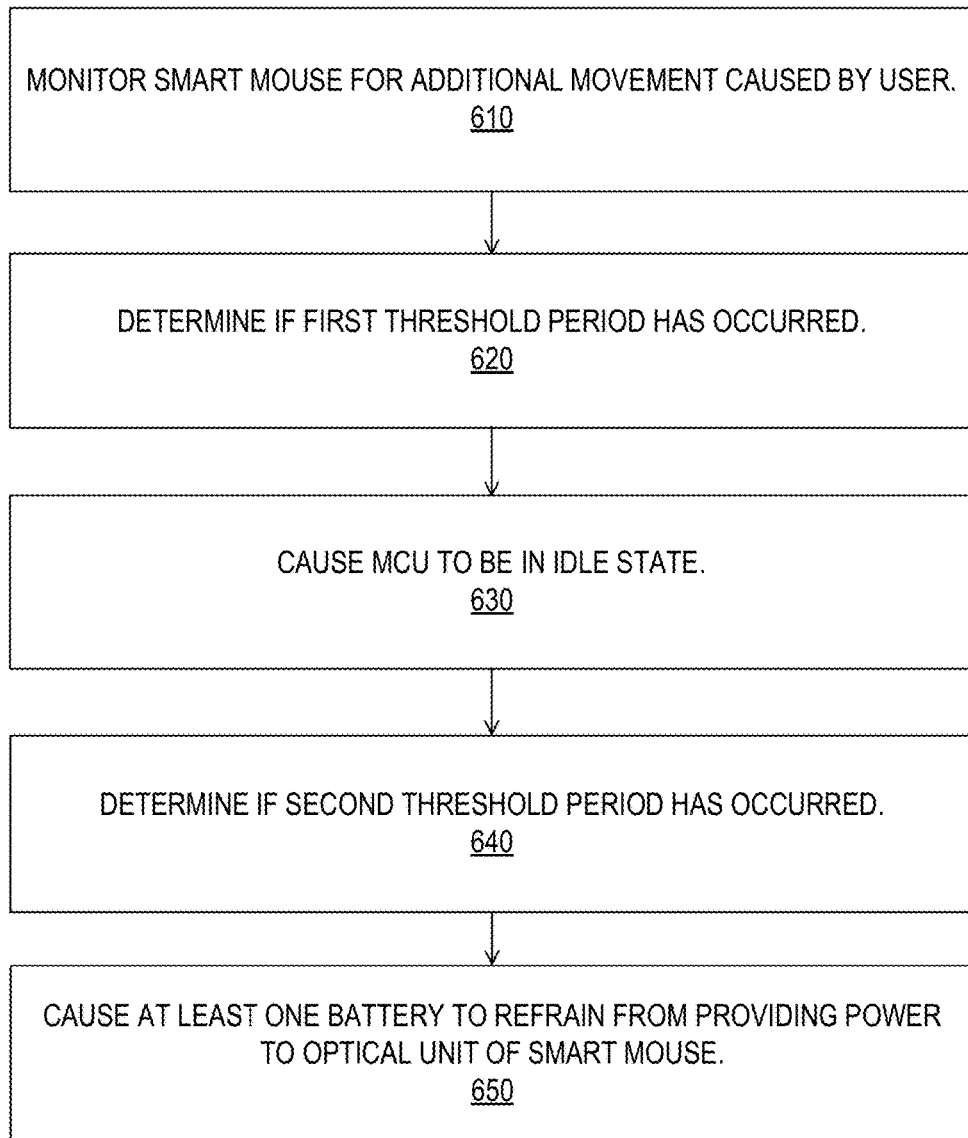 MONITOR SMART MOUSE FOR ADDITIONAL MOVEMENT CAUSED BY USER.
610
DETERMINE IF FIRST THRESHOLD PERIOD HAS OCCURRED.
620
CAUSE MCU TO BE IN IDLE STATE.
630
DETERMINE IF SECOND THRESHOLD PERIOD HAS OCCURRED.
640
CAUSE AT LEAST ONE BATTERY TO REFRAIN FROM PROVIDING POWER
TO OPTICAL UNIT OF SMART MOUSE.
650